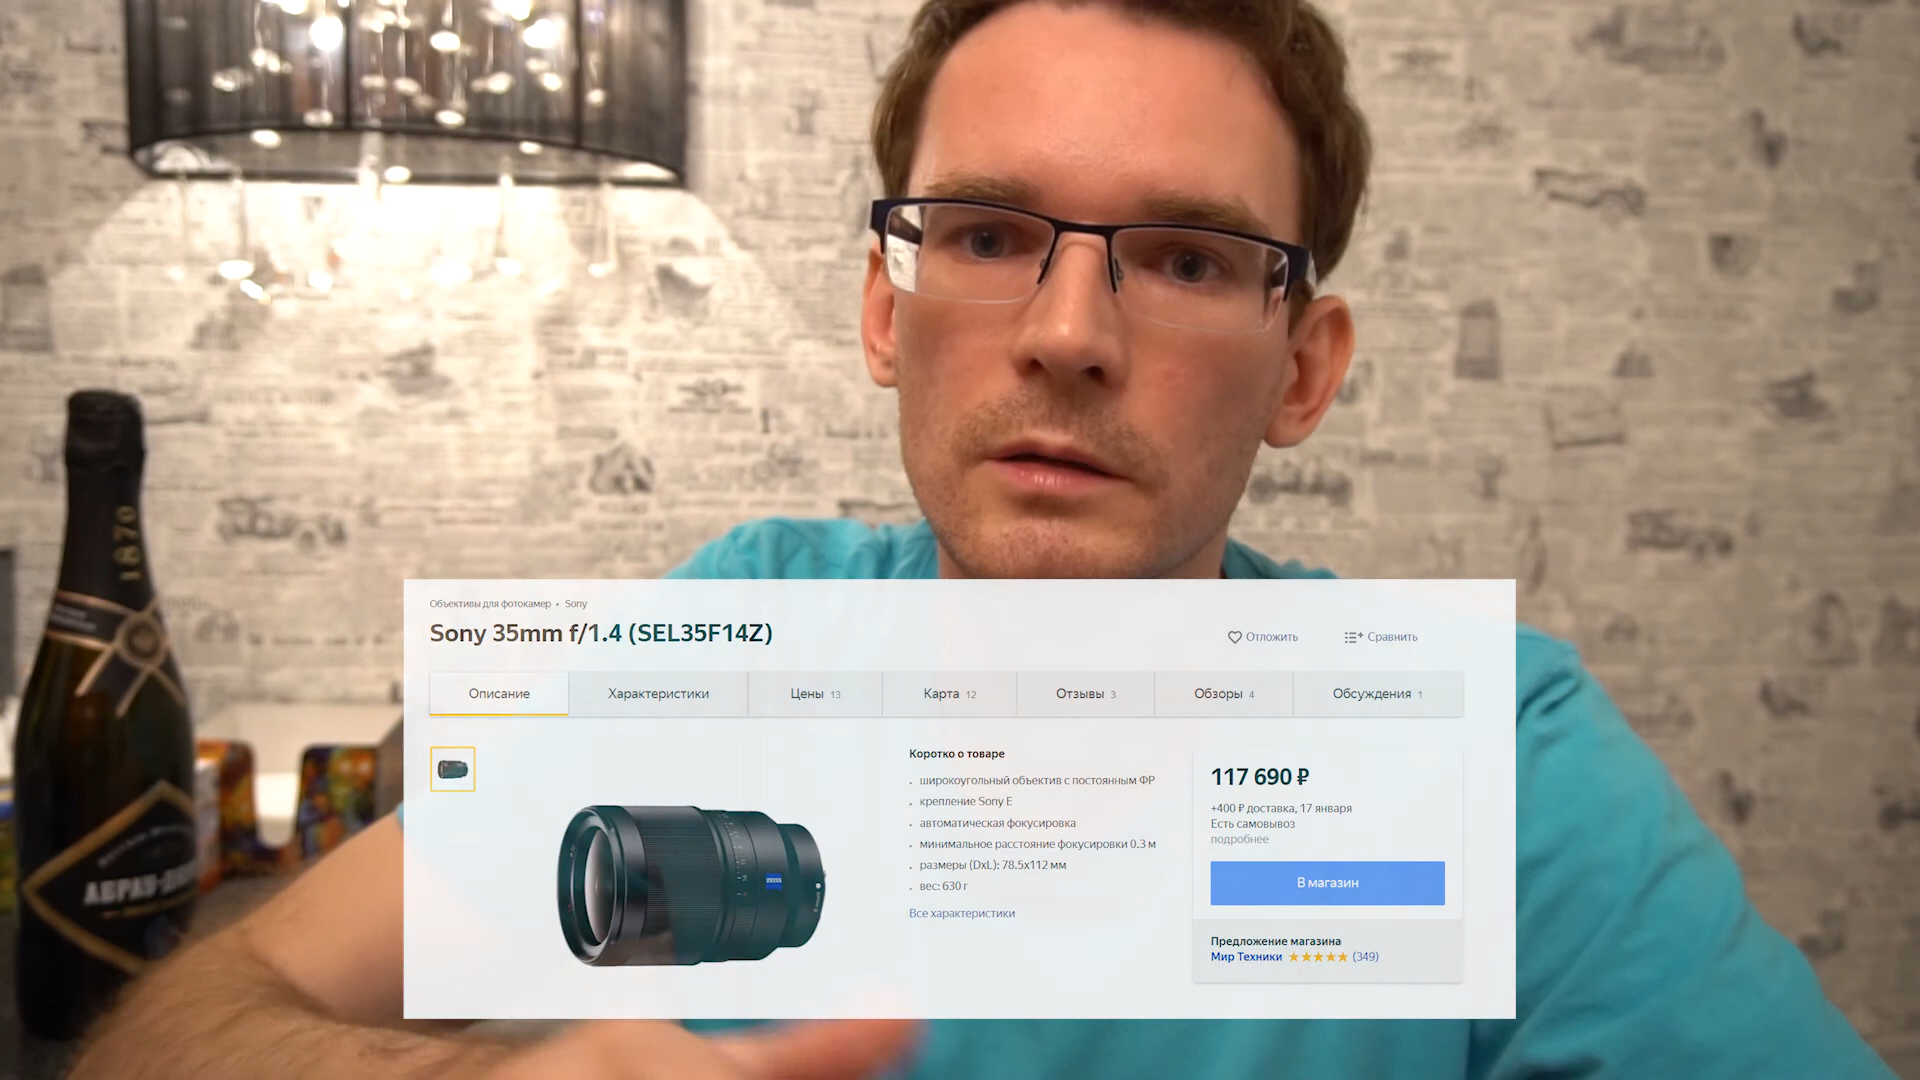 1870
АБРАУ-
Объективы для фотокамер • Sony
Sony 35mm f/1.4 (SEL35F14Z)
Отложить
Сравнить
Описание
Характеристики
Цены 13
Карта 12
Отзывы 3
Обзоры 4
Обсуждения 1
ZEISS
Коротко о товаре
• широкоугольный объектив с постоянным ФР
• крепление Sony E
• автоматическая фокусировка
• минимальное расстояние фокусировки 0.3 м
• размеры (DxL): 78.5x112 мм
• вес: 630 г
Все характеристики
117 690 ₽
+400 ₽ доставка, 17 января
Есть самовывоз
подробнее
В магазин
Предложение магазина
Мир Техники ★★★★★ (349)